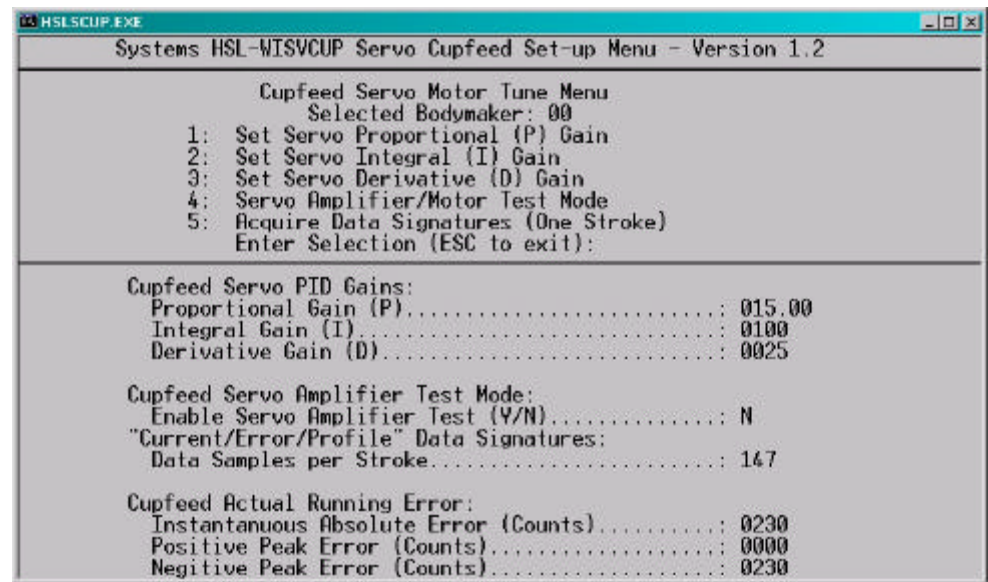 HSLSCUP.EXE
Systems HSL-WISVCUP Servo Cupfeed Set-up Menu - Version 1.2
Cupfeed Servo Motor Tune Menu
Selected Bodymaker: 00
1: Set Servo Proportional (P) Gain
2: Set Servo Integral (I) Gain
3: Set Servo Derivative (D) Gain
4: Servo Amplifier/Motor Test Mode
5: Acquire Data Signatures (One Stroke)
Enter Selection (ESC to exit):
Cupfeed Servo PID Gains:
Proportional Gain (P)...........................: 015.00
Integral Gain (I)...............................: 0100
Derivative Gain (D).............................: 0025
Cupfeed Servo Amplifier Test Mode:
Enable Servo Amplifier Test (Y/N)...............: N
"Current/Error/Profile" Data Signatures:
Data Samples per Stroke.........................: 147
Cupfeed Actual Running Error:
Instantanuous Absolute Error (Counts)...........: 0230
Positive Peak Error (Counts)....................: 0000
Negitive Peak Error (Counts)....................: 0230